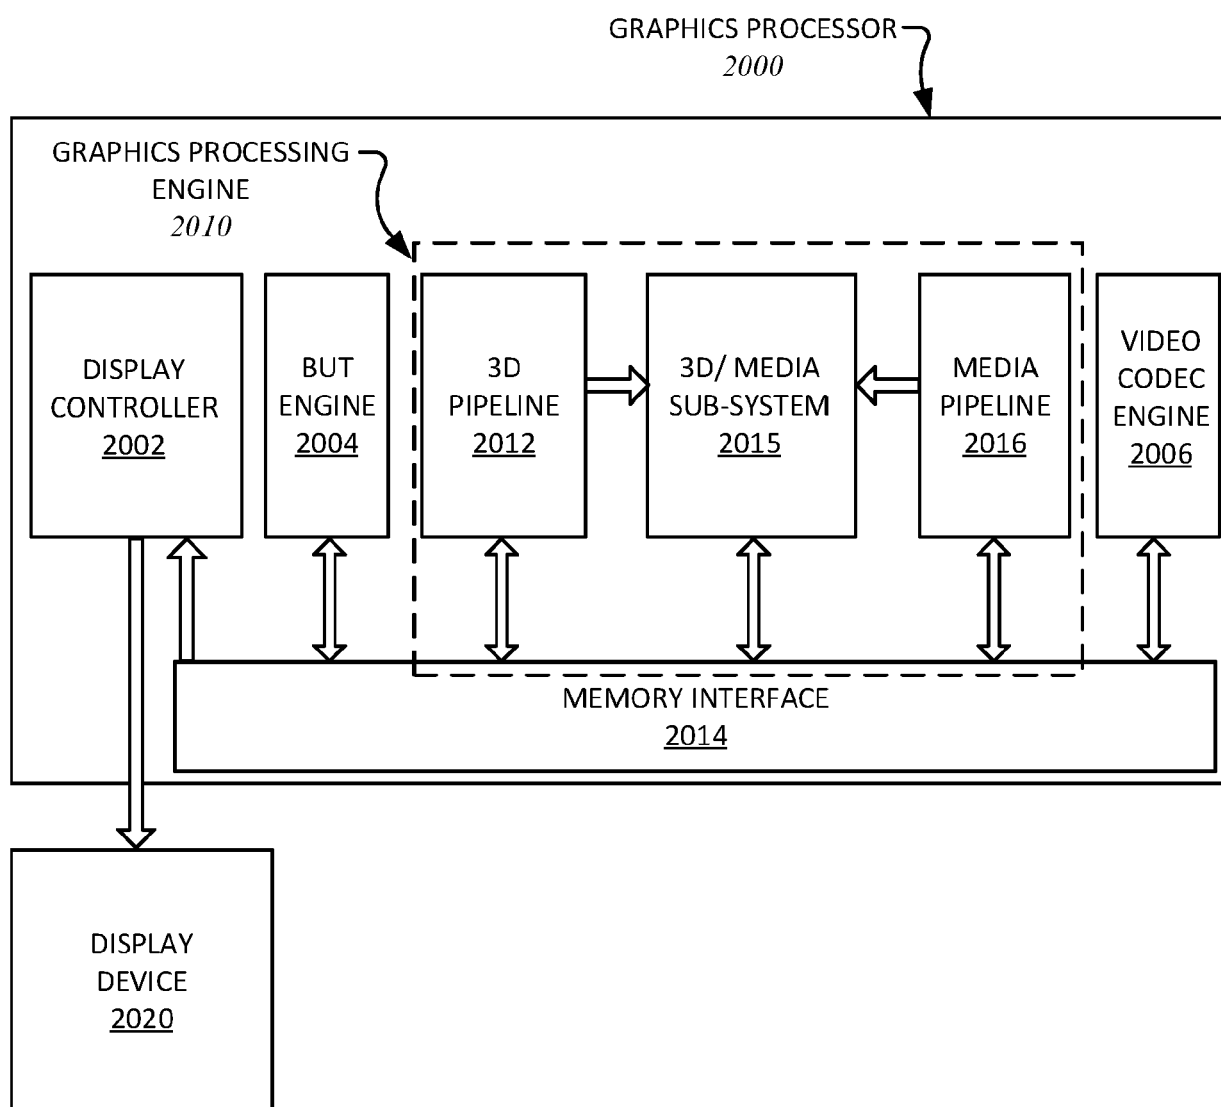 GRAPHICS PROCESSOR
2000
GRAPHICS PROCESSING
ENGINE
2010
DISPLAY
CONTROLLER
2002
BUT
ENGINE
2004
3D
PIPELINE
2012
3D/ MEDIA
SUB-SYSTEM
2015
MEDIA
PIPELINE
2016
VIDEO
CODEC
ENGINE
2006
MEMORY INTERFACE
2014
DISPLAY
DEVICE
2020